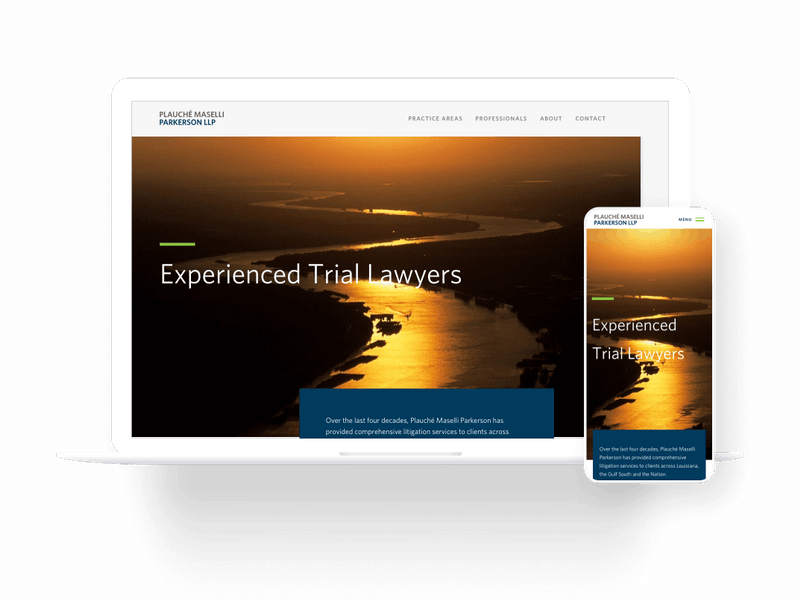 PLAUCHÉ MASELLI
PARKERSON LLP
PRACTICE AREAS PROFESSIONALS ABOUT CONTACT
Experienced Trial Lawyers
Over the last four decades, Plauché Maselli Parkerson has
provided comprehensive litigation services to clients across
PLAUCHÉ MASELLI
PARKERSON LLP
MENU
Experienced
Trial Lawyers
Over the last four decades, Plauché Maselli
Parkerson has provided comprehensive
litigation services to clients across Louisiana,
the Gulf South and the Nation.